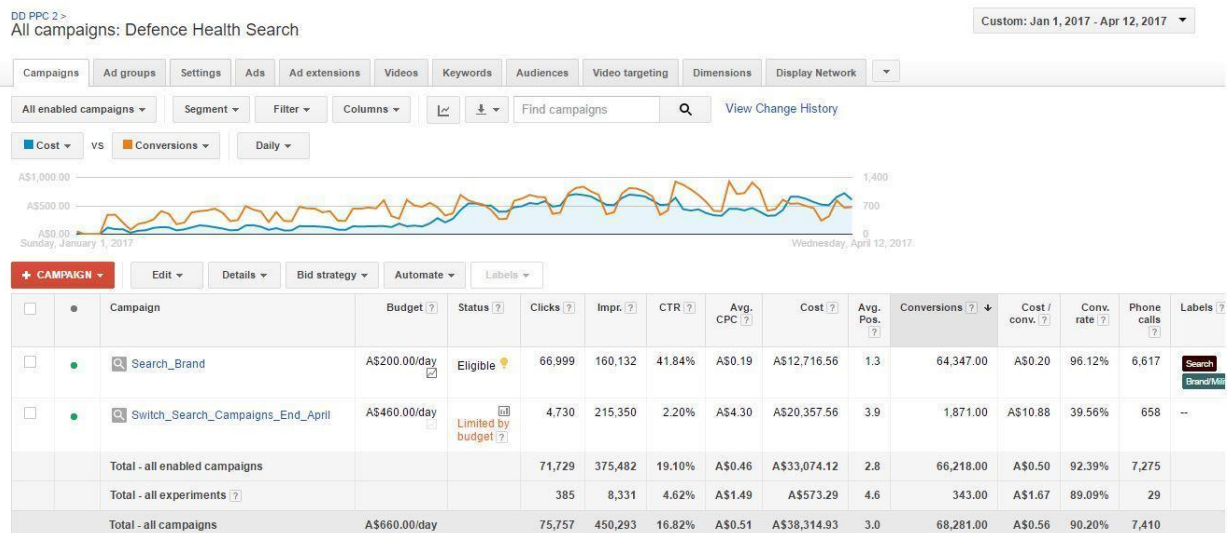 DD PPC 2 >
All campaigns: Defence Health Search
Custom: Jan 1, 2017 - Apr 12, 2017
Campaigns Ad groups Settings Ads Ad extensions Videos Keywords Audiences Video targeting Dimensions Display Network
All enabled campaigns Segment Filter Columns Find campaigns View Change History
Cost VS Conversions Daily
A$1,000.00 1,400
A$500.00 700
A$0.00 0
Sunday, January 1, 2017 Wednesday, April 12, 2017
+ CAMPAIGN Edit Details Bid strategy Automate Labels
Campaign Budget ? Status ? Clicks ? Impr. ? CTR ? Avg. CPC ? Cost ? Avg. Pos. ? Conversions ? Cost / conv. ? Conv. rate ? Phone calls ? Labels ?
Search_Brand A$200.00/day Eligible 66,999 160,132 41.84% A$0.19 A$12,716.56 1.3 64,347.00 A$0.20 96.12% 6,617 Search
Brand/Mili
Switch_Search_Campaigns_End_April A$460.00/day Limited by budget ? 4,730 215,350 2.20% A$4.30 A$20,357.56 3.9 1,871.00 A$10.88 39.56% 658 --
Total - all enabled campaigns 71,729 375,482 19.10% A$0.46 A$33,074.12 2.8 66,218.00 A$0.50 92.39% 7,275
Total - all experiments ? 385 8,331 4.62% A$1.49 A$573.29 4.6 343.00 A$1.67 89.09% 29
Total - all campaigns A$660.00/day 75,757 450,293 16.82% A$0.51 A$38,314.93 3.0 68,281.00 A$0.56 90.20% 7,410